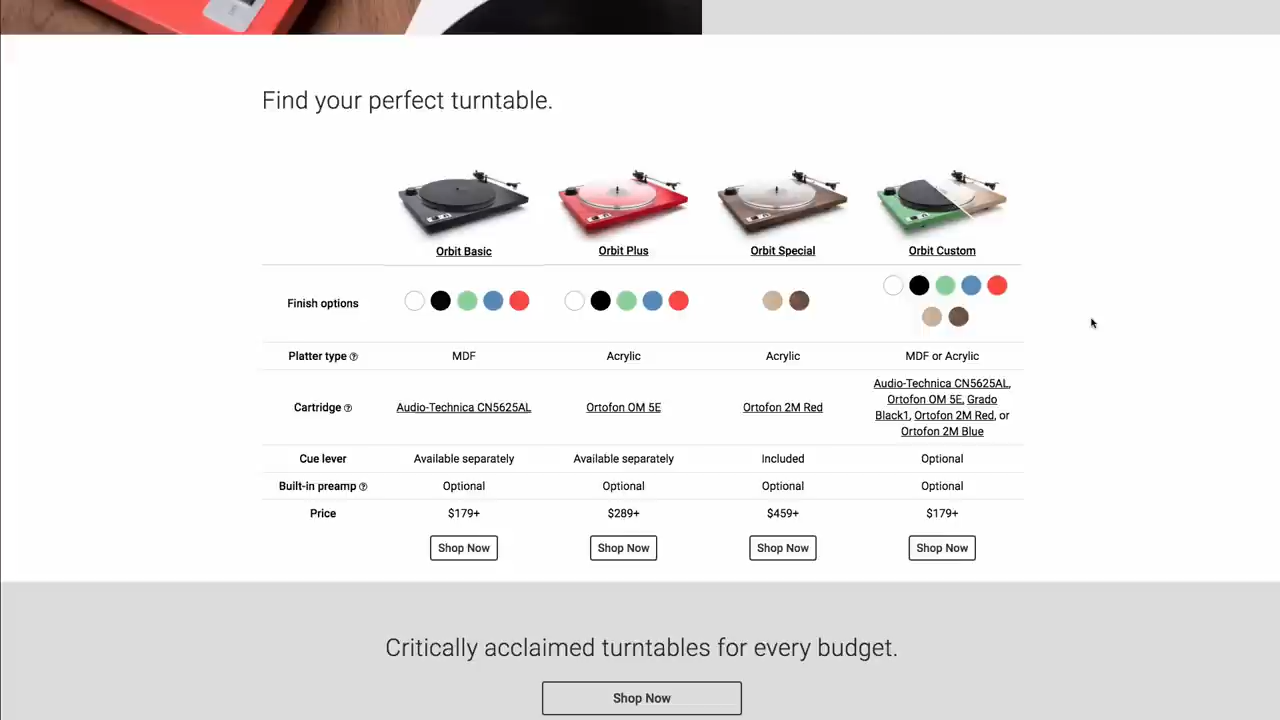 Find your perfect turntable.
Orbit Basic Orbit Plus Orbit Special Orbit Custom
Finish options
Platter type MDF Acrylic Acrylic MDF or Acrylic
Cartridge Audio-Technica CN5625AL Ortofon OM 5E Ortofon 2M Red Audio-Technica CN5625AL,
Ortofon OM 5E, Grado
Black1, Ortofon 2M Red, or
Ortofon 2M Blue
Cue lever Available separately Available separately Included Optional
Built-in preamp Optional Optional Optional Optional
Price $179+ $289+ $459+ $179+
Shop Now Shop Now Shop Now Shop Now
Critically acclaimed turntables for every budget.
Shop Now